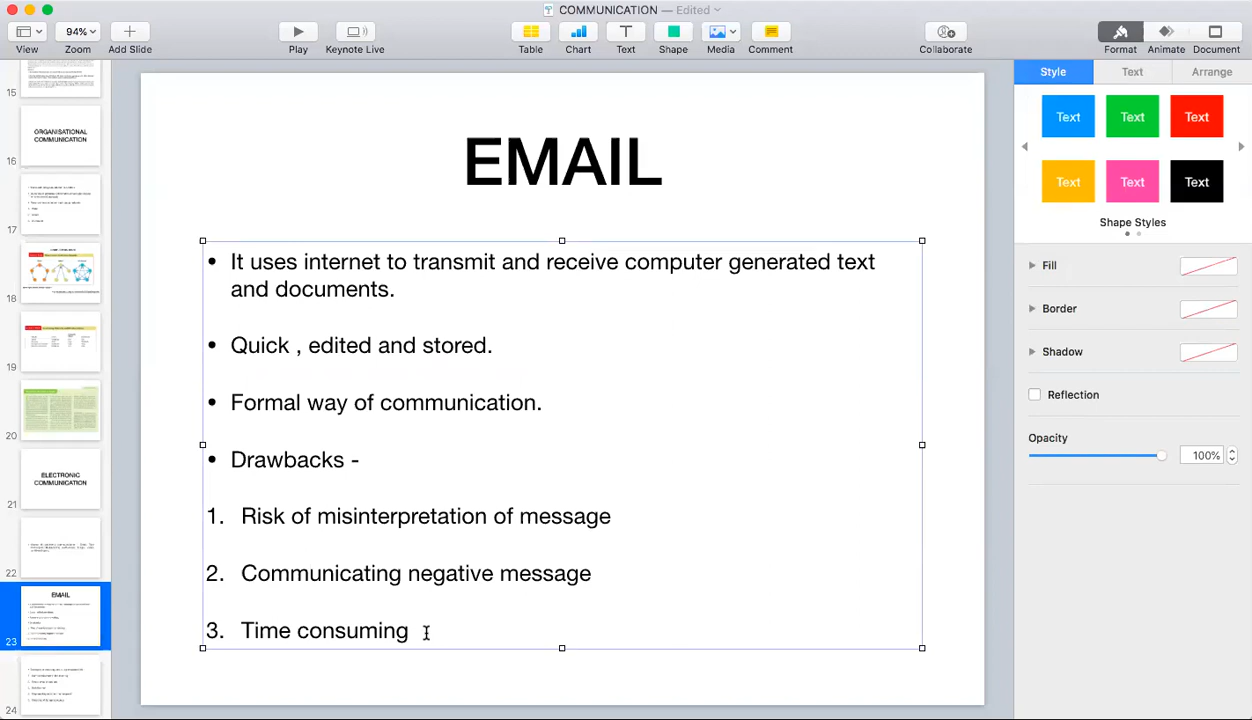 COMMUNICATION — Edited
View
94%
Zoom
Add Slide
Play
Keynote Live
Table
Chart
Text
Shape
Media
Comment
Collaborate
Format
Animate
Document
15
ORGANISATIONAL
COMMUNICATION
16
17
18
19
20
ELECTRONIC
COMMUNICATION
21
22
EMAIL
23
24
EMAIL
• It uses internet to transmit and receive computer generated text
and documents.
• Quick , edited and stored.
• Formal way of communication.
• Drawbacks -
1. Risk of misinterpretation of message
2. Communicating negative message
3. Time consuming
Style
Text
Arrange
Text Text Text
Text Text Text
Shape Styles
Fill
Border
Shadow
Reflection
Opacity
100%